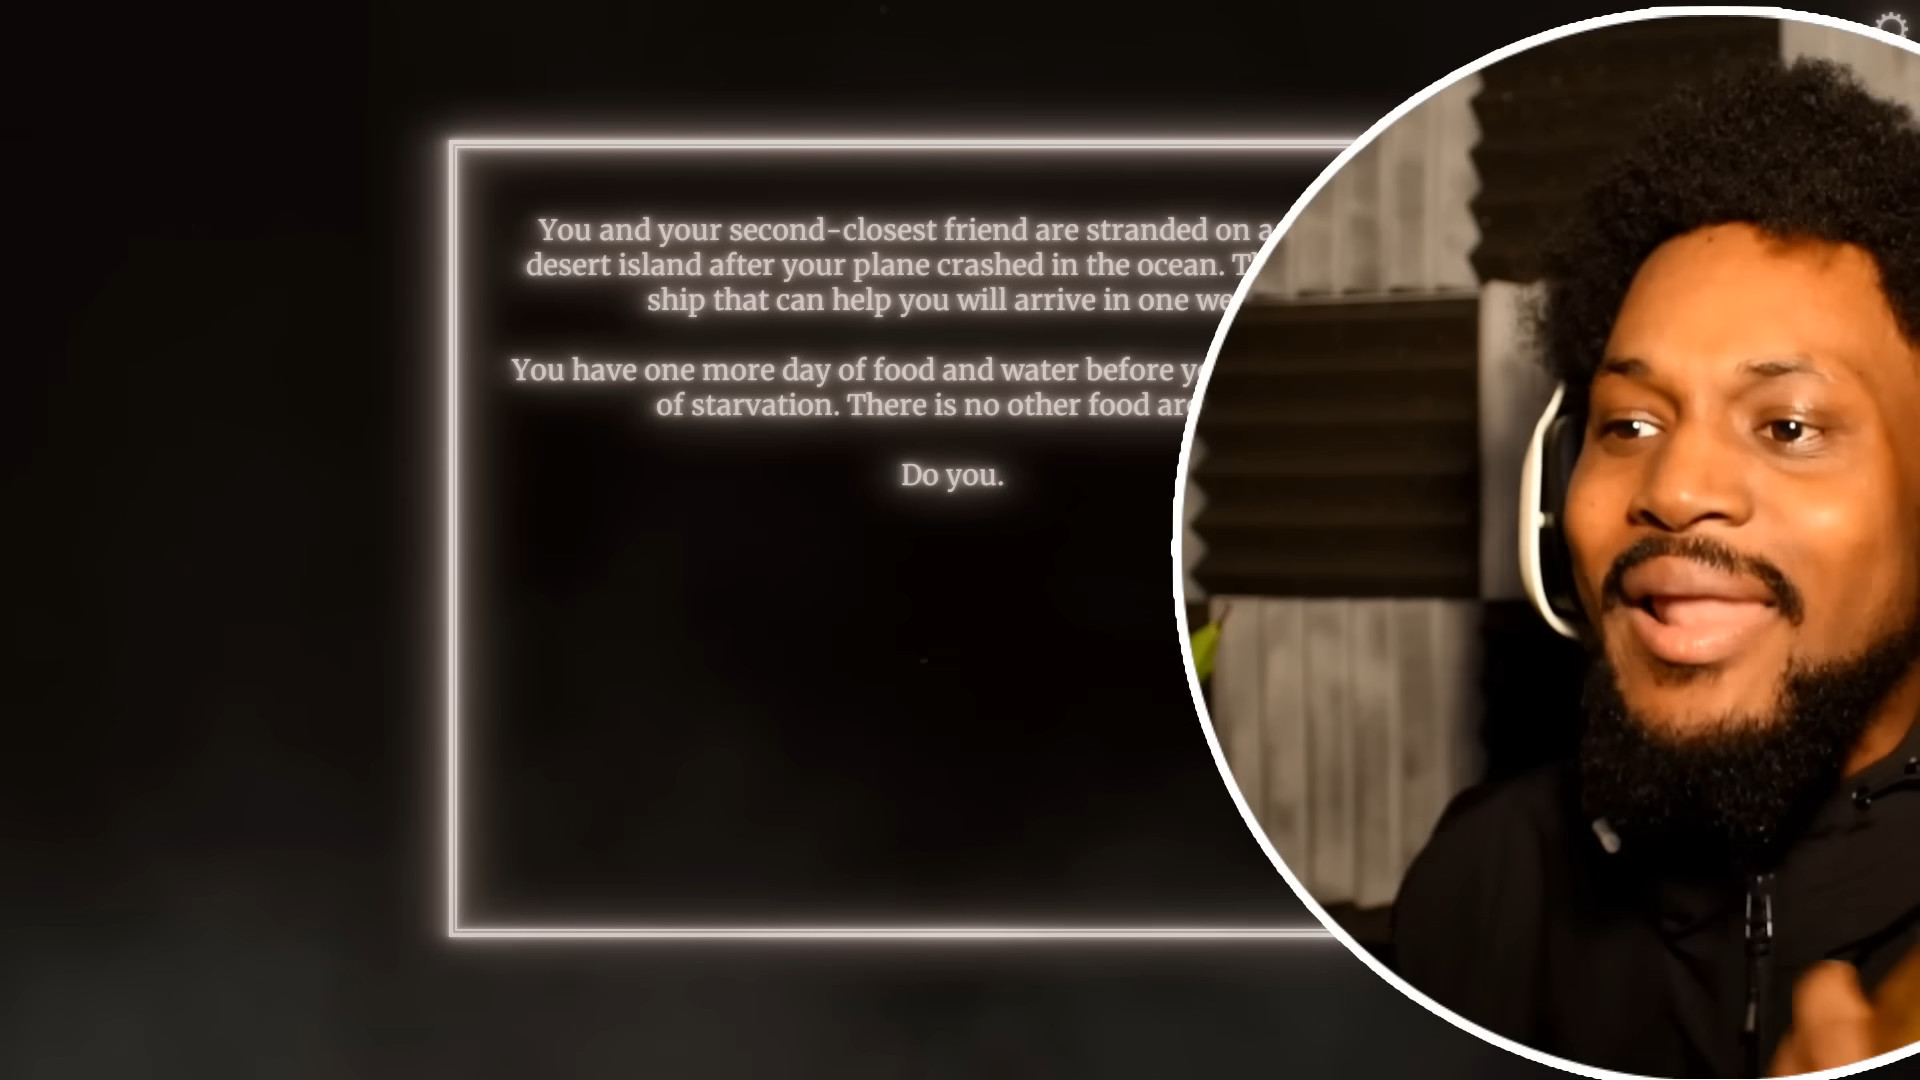 You and your second-closest friend are stranded on a
desert island after your plane crashed in the ocean.
ship that can help you will arrive in one
You have one more day of food and water before
of starvation. There is no other food
Do you.